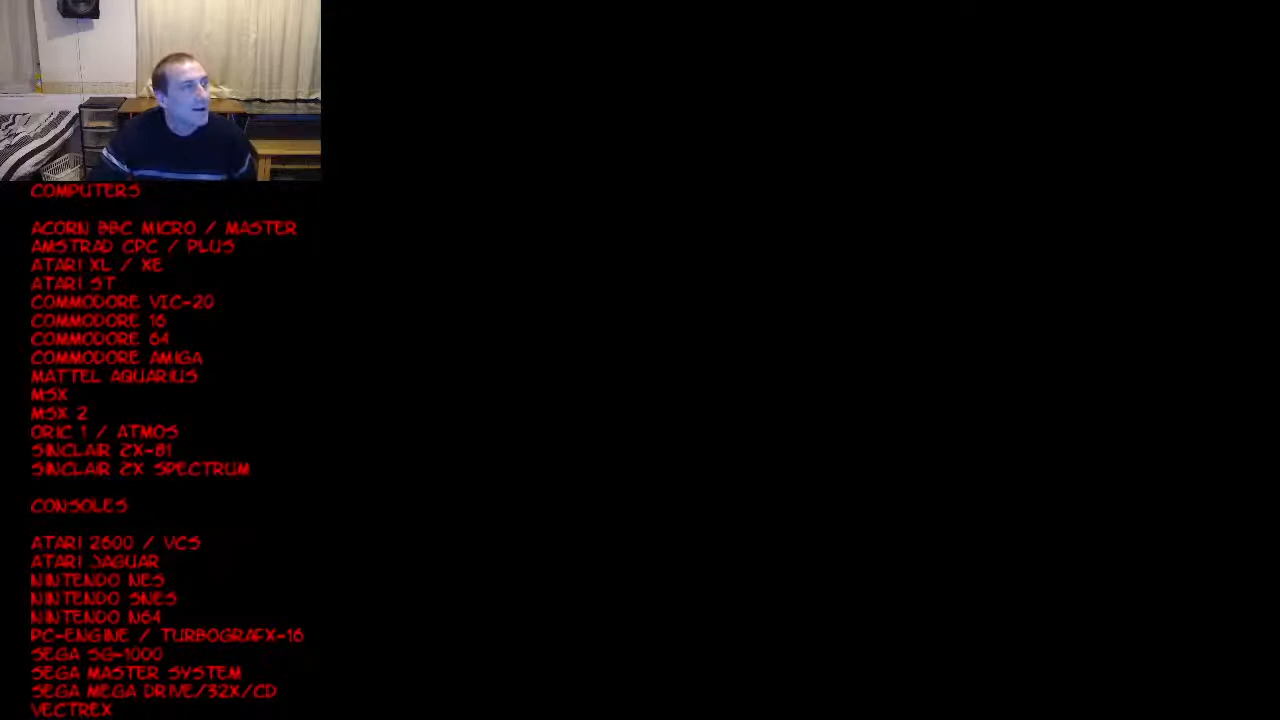 COMPUTERS
ACORN BBC MICRO / MASTER
AMSTRAD CPC / PLUS
ATARI XL / XE
ATARI ST
COMMODORE VIC-20
COMMODORE 16
COMMODORE 64
COMMODORE AMIGA
MATTEL AQUARIUS
MSX
MSX 2
ORIC 1 / ATMOS
SINCLAIR ZX-81
SINCLAIR ZX SPECTRUM
CONSOLES
ATARI 2600 / VCS
ATARI JAGUAR
NINTENDO NES
NINTENDO SNES
NINTENDO N64
PC-ENGINE / TURBOGRAFX-16
SEGA SG-1000
SEGA MASTER SYSTEM
SEGA MEGA DRIVE/32X/CD
VECTREX